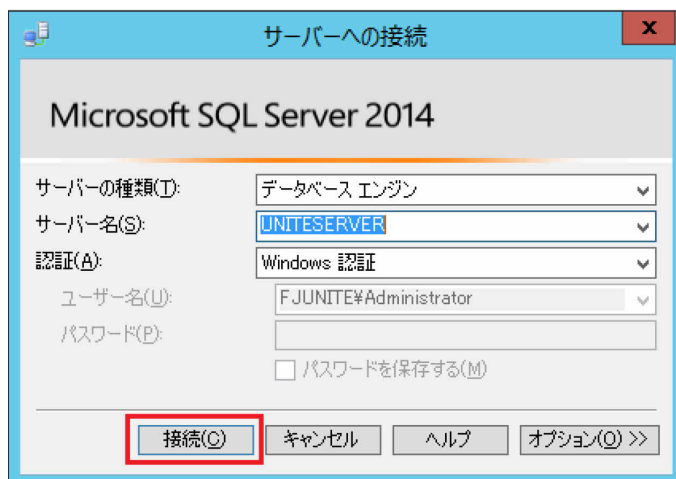 サーバーへの接続
x
Microsoft SQL Server 2014
サーバーの種類(T): データベース エンジン
サーバー名(S): UNITESERVER
認証(A): Windows 認証
ユーザー名(U): FJUNITE¥Administrator
パスワード(P):
パスワードを保存する(M)
接続(C) キャンセル ヘルプ オプション(O) >>